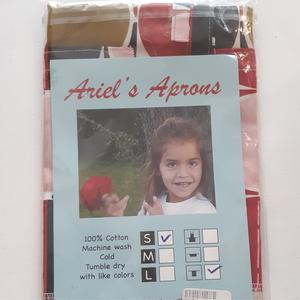 Ariel's Aprons
100% Cotton
Machine wash
Cold
Tumble dry
with like colors
S
M
L